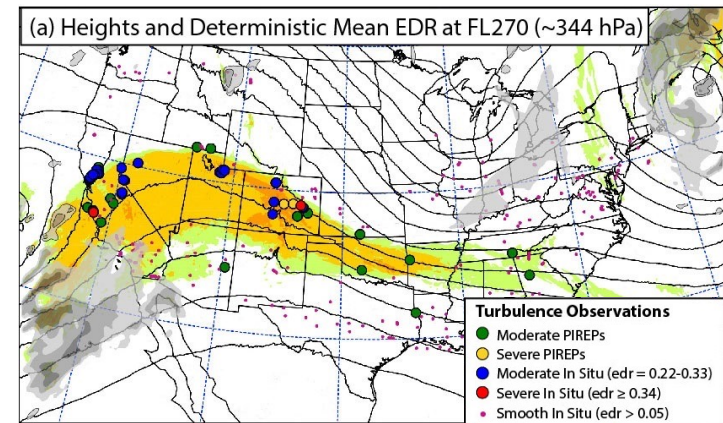 (a) Heights and Deterministic Mean EDR at FL270 (~344 hPa)
Turbulence Observations
Moderate PIREPs
Severe PIREPs
Moderate In Situ (edr = 0.22-0.33)
Severe In Situ (edr ≥ 0.34)
Smooth In Situ (edr > 0.05)